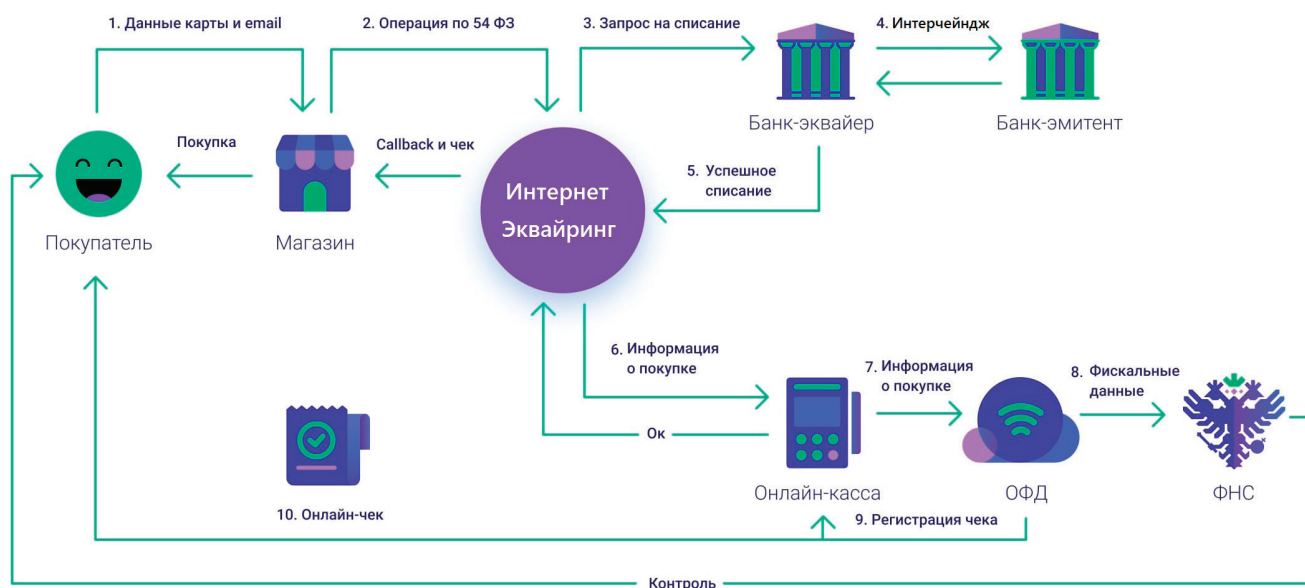 1. Данные карты и email
2. Операция по 54 ФЗ
3. Запрос на списание
4. Интерчейндж
Банк-эквайер
Банк-эмитент
Покупка
Callback и чек
5. Успешное
списание
Интернет
Эквайринг
Покупатель
Магазин
6. Информация
о покупке
7. Информация
о покупке
8. Фискальные
данные
Ок
Онлайн-касса
ОФД
ФНС
10. Онлайн-чек
9. Регистрация чека
Контроль